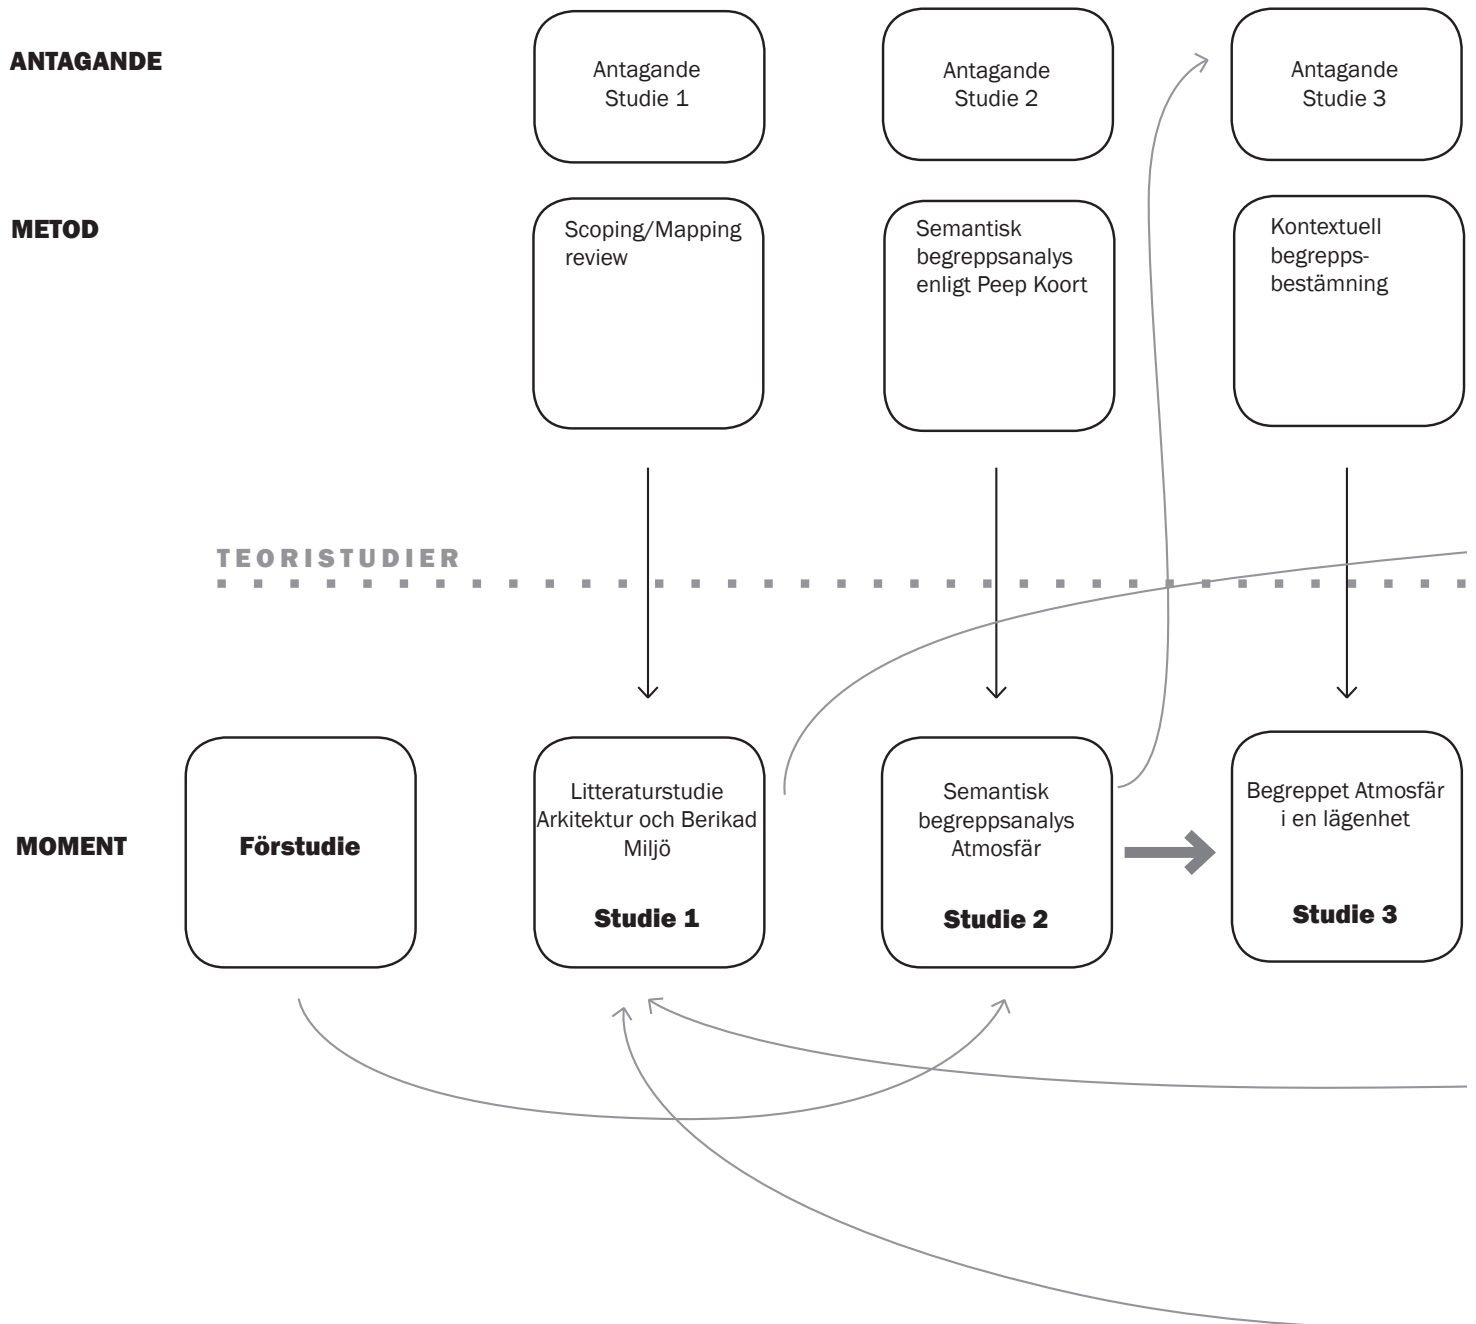 ANTAGANDE
Antagande
Studie 1
Antagande
Studie 2
Antagande
Studie 3
METOD
Scoping/Mapping
review
Semantisk
begreppsanalys
enligt Peep Koort
Kontextuell
begrepps-
bestämning
TEORISTUDIER
MOMENT
Förstudie
Litteraturstudie
Arkitektur och Berikad
Miljö
Studie 1
Semantisk
begreppsanalys
Atmosfär
Studie 2
Begreppet Atmosfär
i en lägenhet
Studie 3